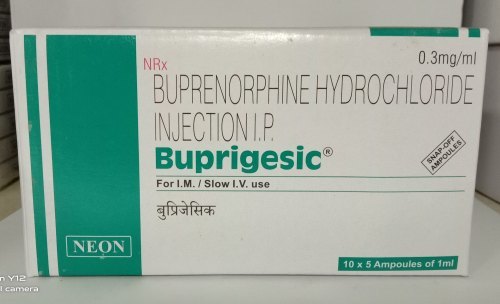 0.3mg/ml
NRx
BUPRENORPHINE HYDROCHLORIDE
INJECTION I.P.
Buprigesic®
SNAP-OFF
AMPOULES
For I.M. / Slow I.V. use
बुप्रिजेसिक
NEON
10 x 5 Ampoules of 1ml
n Y12
l camera